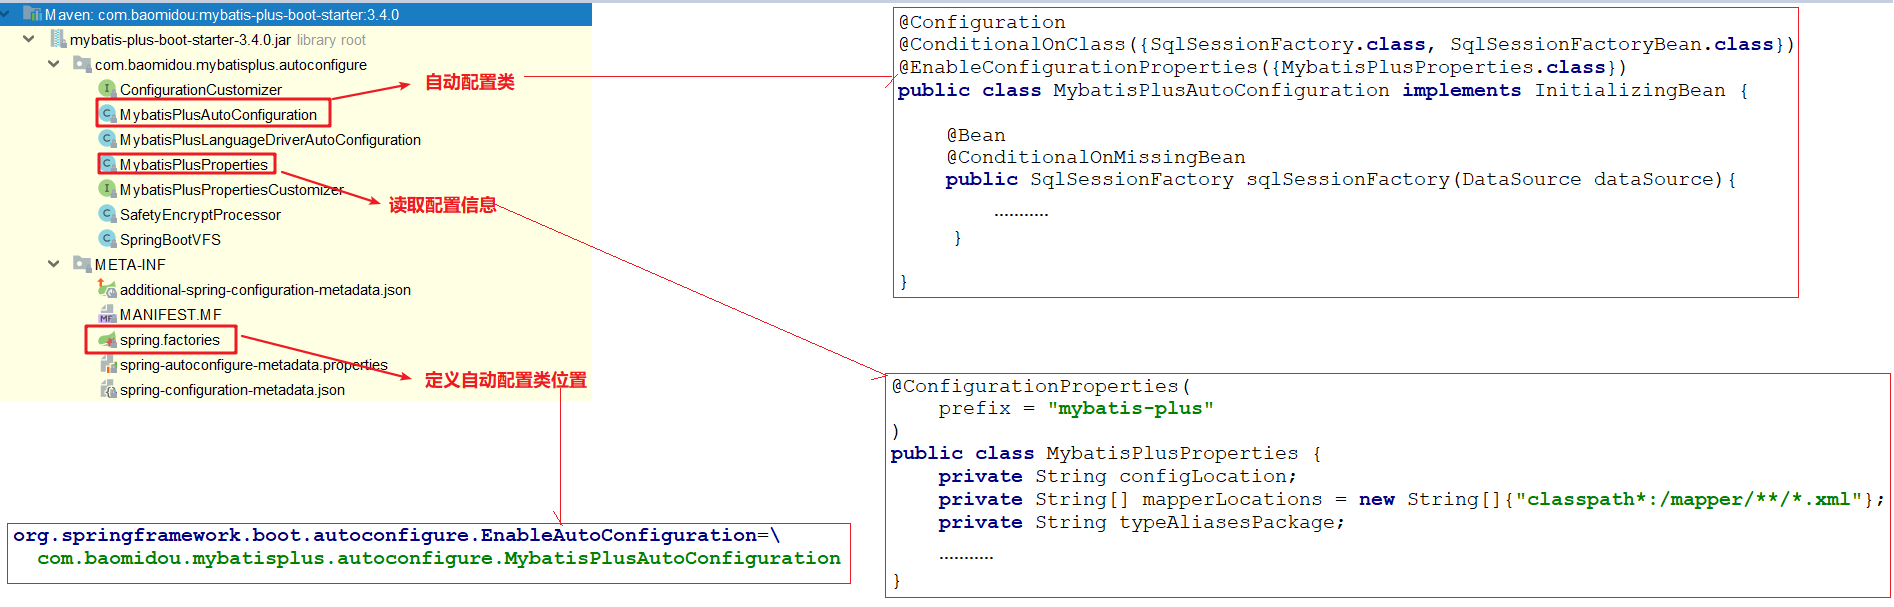 Maven: com.baomidou:mybatis-plus-boot-starter:3.4.0
mybatis-plus-boot-starter-3.4.0.jar library root
com.baomidou.mybatisplus.autoconfigure
ConfigurationCustomizer
MybatisPlusAutoConfiguration
MybatisPlusLanguageDriverAutoConfiguration
MybatisPlusProperties
MybatisPlusPropertiesCustomizer
SafetyEncryptProcessor
SpringBootVFS
META-INF
additional-spring-configuration-metadata.json
MANIFEST.MF
spring.factories
spring-autoconfigure-metadata.properties
spring-configuration-metadata.json
自动配置类
读取配置信息
定义自动配置类位置
@Configuration
@ConditionalOnClass({SqlSessionFactory.class, SqlSessionFactoryBean.class})
@EnableConfigurationProperties({MybatisPlusProperties.class})
public class MybatisPlusAutoConfiguration implements InitializingBean {
@Bean
@ConditionalOnMissingBean
public SqlSessionFactory sqlSessionFactory(DataSource dataSource){
...........
}
}
@ConfigurationProperties(
prefix = "mybatis-plus"
)
public class MybatisPlusProperties {
private String configLocation;
private String[] mapperLocations = new String[]{"classpath*:/mapper/**/*.xml"};
private String typeAliasesPackage;
...........
}
org.springframework.boot.autoconfigure.EnableAutoConfiguration=\
com.baomidou.mybatisplus.autoconfigure.MybatisPlusAutoConfiguration